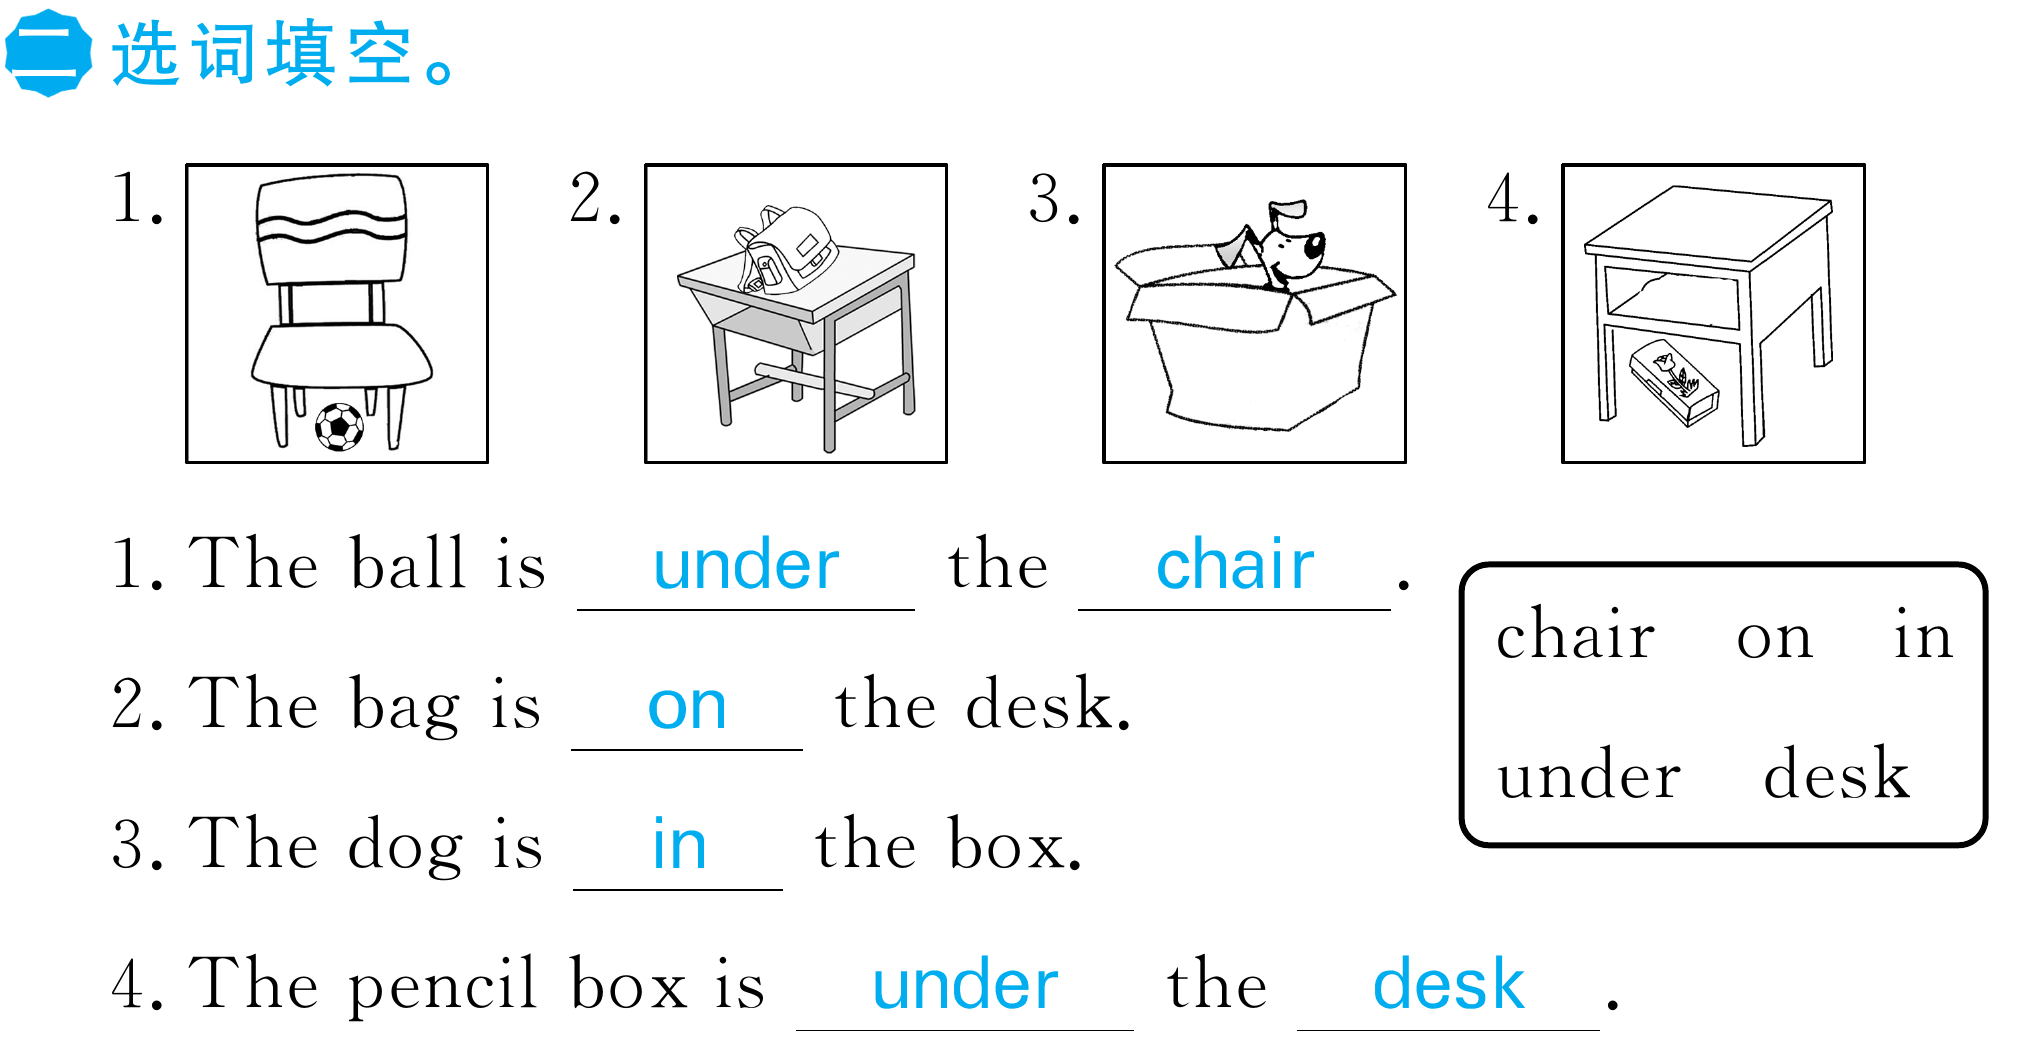 二 选词填空。
1. 2. 3. 4.
1. The ball is under the chair.
2. The bag is on the desk.
3. The dog is in the box.
4. The pencil box is under the desk.
chair on in
under desk